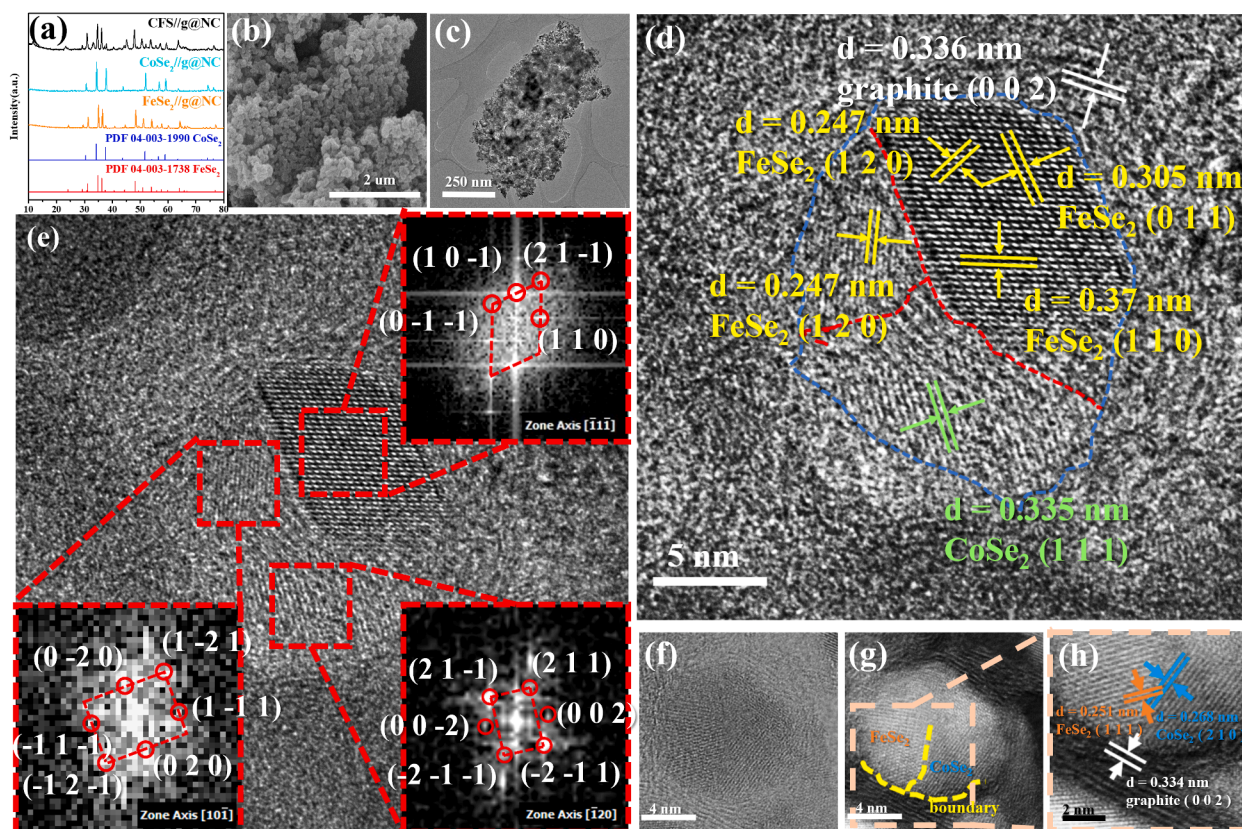 (a)
CFS//g@NC
CoSe2//g@NC
FeSe2//g@NC
PDF 04-003-1990 CoSe2
PDF 04-003-1738 FeSe2
Intensity(a.u.)
10 20 30 40 50 60 70 80
(b)
2 um
(c)
250 nm
(d)
d = 0.336 nm
graphite (0 0 2)
d = 0.247 nm
FeSe2 (1 2 0)
d = 0.305 nm
FeSe2 (0 1 1)
d = 0.247 nm
FeSe2 (1 2 0)
d = 0.37 nm
FeSe2 (1 1 0)
d = 0.335 nm
CoSe2 (1 1 1)
5 nm
(e)
(1 0 -1)
(2 1 -1)
(0 -1 -1)
(1 1 0)
Zone Axis [1̄11̄]
(0 -2 0)
(1 -2 1)
(1 -1 1)
(-1 1 -1)
(-1 2 -1)
(0 2 0)
Zone Axis [101̄]
(2 1 -1)
(2 1 1)
(0 0 -2)
(0 0 2)
(-2 -1 -1)
(-2 -1 1)
Zone Axis [1̄20]
(f)
4 nm
(g)
FeSe2
CoSe2
boundary
4 nm
(h)
d = 0.251 nm
FeSe2 (1 1 1)
d = 0.268 nm
CoSe2 (2 1 0
d = 0.334 nm
graphite (0 0 2)
2 nm